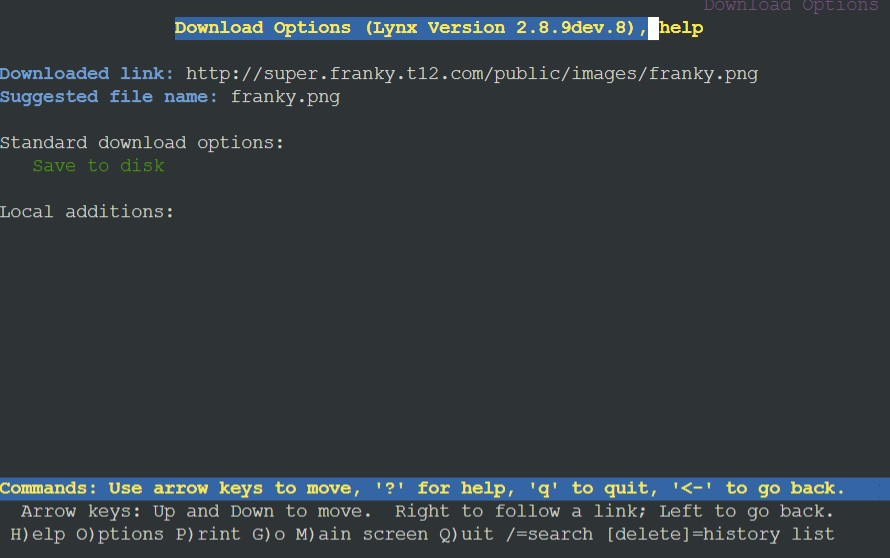 Download Options
Download Options (Lynx Version 2.8.9dev.8), help
Downloaded link: http://super.franky.t12.com/public/images/franky.png
Suggested file name: franky.png
Standard download options:
Save to disk
Local additions:
Commands: Use arrow keys to move, '?' for help, 'q' to quit, '<-' to go back.
Arrow keys: Up and Down to move.  Right to follow a link; Left to go back.
H)elp O)ptions P)rint G)o M)ain screen Q)uit /=search [delete]=history list